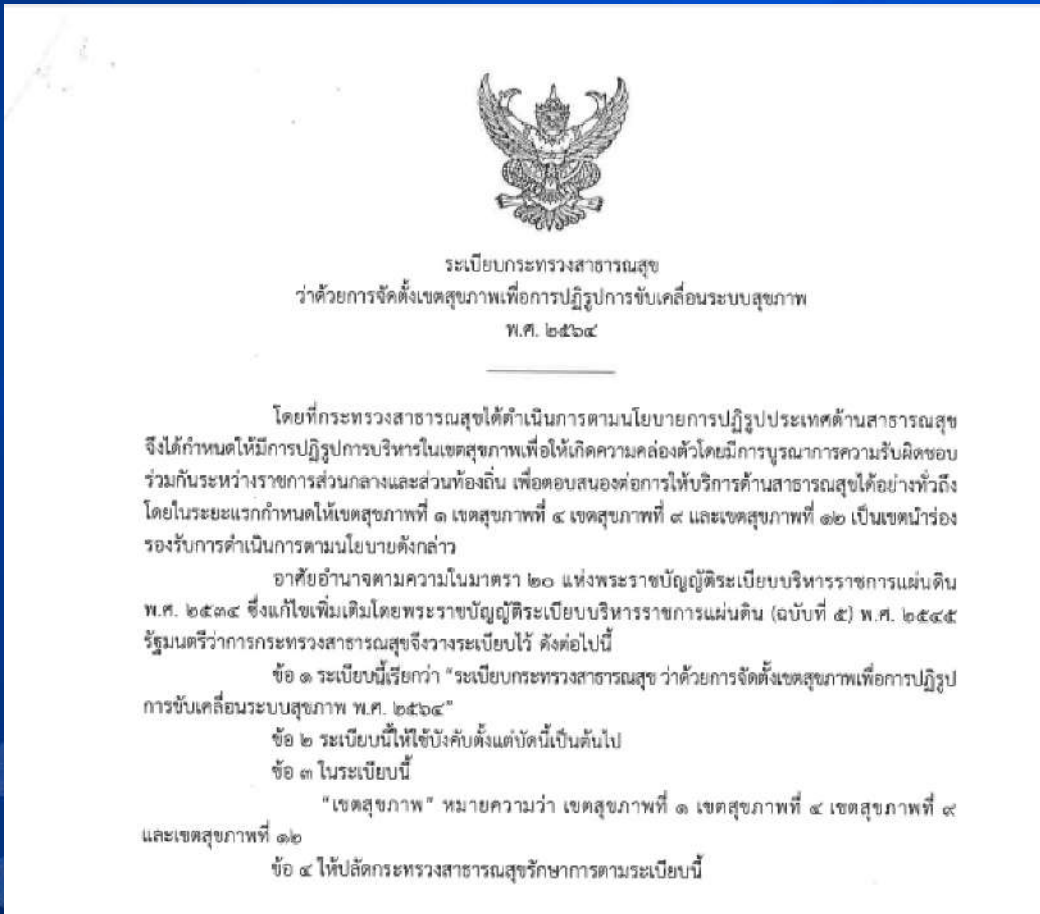 ระเบียบกระทรวงสาธารณสุข
ว่าด้วยการจัดตั้งเขตสุขภาพเพื่อการปฏิรูปการขับเคลื่อนระบบสุขภาพ
พ.ศ. ๒๕๖๔
โดยที่กระทรวงสาธารณสุขได้ดำเนินการตามนโยบายการปฏิรูปประเทศด้านสาธารณสุข
จึงได้กำหนดให้มีการปฏิรูปการบริหารในเขตสุขภาพเพื่อให้เกิดความคล่องตัวโดยมีการบูรณาการความรับผิดชอบ
ร่วมกันระหว่างราชการส่วนกลางและส่วนท้องถิ่น เพื่อตอบสนองต่อการให้บริการด้านสาธารณสุขได้อย่างทั่วถึง
โดยในระยะแรกกำหนดให้เขตสุขภาพที่ ๑ เขตสุขภาพที่ ๔ เขตสุขภาพที่ ๙ และเขตสุขภาพที่ ๑๒ เป็นเขตนำร่อง
รองรับการดำเนินการตามนโยบายดังกล่าว
อาศัยอำนาจตามความในมาตรา ๒๐ แห่งพระราชบัญญัติระเบียบบริหารราชการแผ่นดิน
พ.ศ. ๒๕๓๔ ซึ่งแก้ไขเพิ่มเติมโดยพระราชบัญญัติระเบียบบริหารราชการแผ่นดิน (ฉบับที่ ๕) พ.ศ. ๒๕๔๕
รัฐมนตรีว่าการกระทรวงสาธารณสุขจึงวางระเบียบไว้ ดังต่อไปนี้
ข้อ ๑ ระเบียบนี้เรียกว่า "ระเบียบกระทรวงสาธารณสุข ว่าด้วยการจัดตั้งเขตสุขภาพเพื่อการปฏิรูป
การขับเคลื่อนระบบสุขภาพ พ.ศ. ๒๕๖๔"
ข้อ ๒ ระเบียบนี้ให้ใช้บังคับตั้งแต่บัดนี้เป็นต้นไป
ข้อ ๓ ในระเบียบนี้
"เขตสุขภาพ" หมายความว่า เขตสุขภาพที่ ๑ เขตสุขภาพที่ ๔ เขตสุขภาพที่ ๙
และเขตสุขภาพที่ ๑๒
ข้อ ๔ ให้ปลัดกระทรวงสาธารณสุขรักษาการตามระเบียบนี้